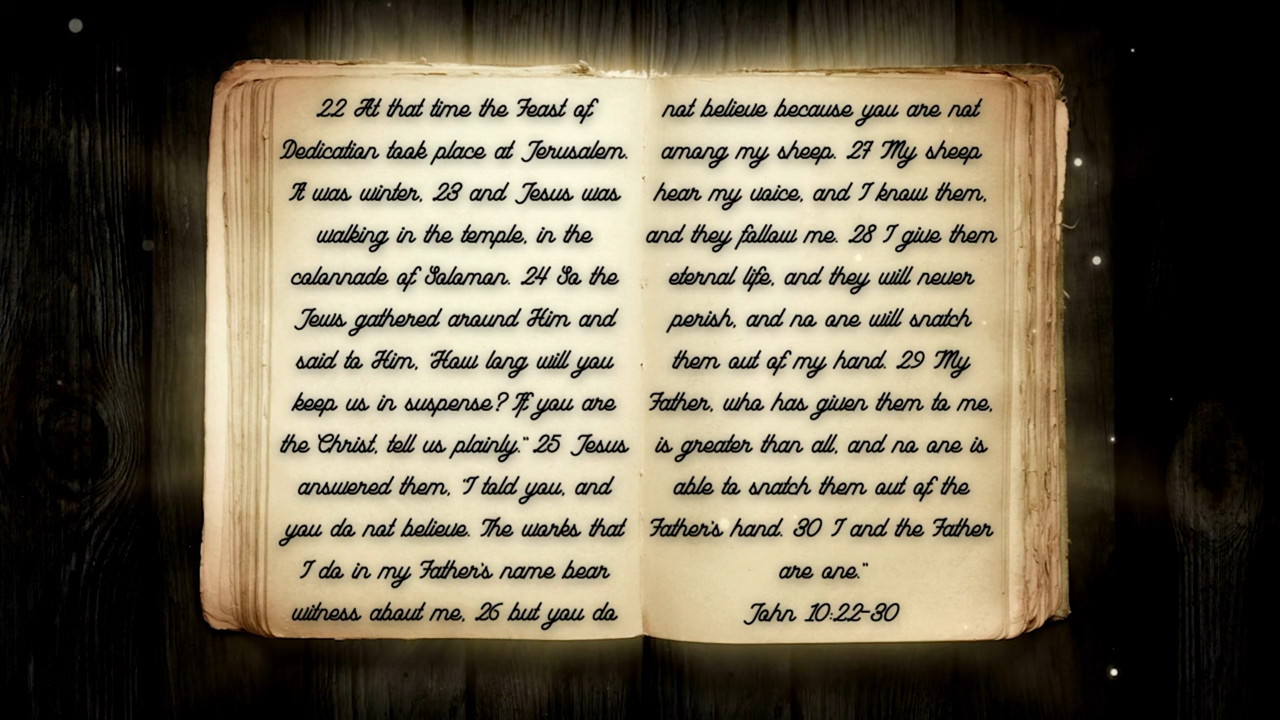 22 At that time the Feast of
Dedication took place at Jerusalem.
It was winter, 23 and Jesus was
walking in the temple, in the
colonnade of Solomon. 24 So the
Jews gathered around Him and
said to Him, "How long will you
keep us in suspense? If you are
the Christ, tell us plainly." 25 Jesus
answered them, "I told you, and
you do not believe. The works that
I do in my Father's name bear
witness about me, 26 but you do
not believe because you are not
among my sheep. 27 My sheep
hear my voice, and I know them,
and they follow me. 28 I give them
eternal life, and they will never
perish, and no one will snatch
them out of my hand. 29 My
Father, who has given them to me,
is greater than all, and no one is
able to snatch them out of the
Father's hand. 30 I and the Father
are one."
John 10:22-30